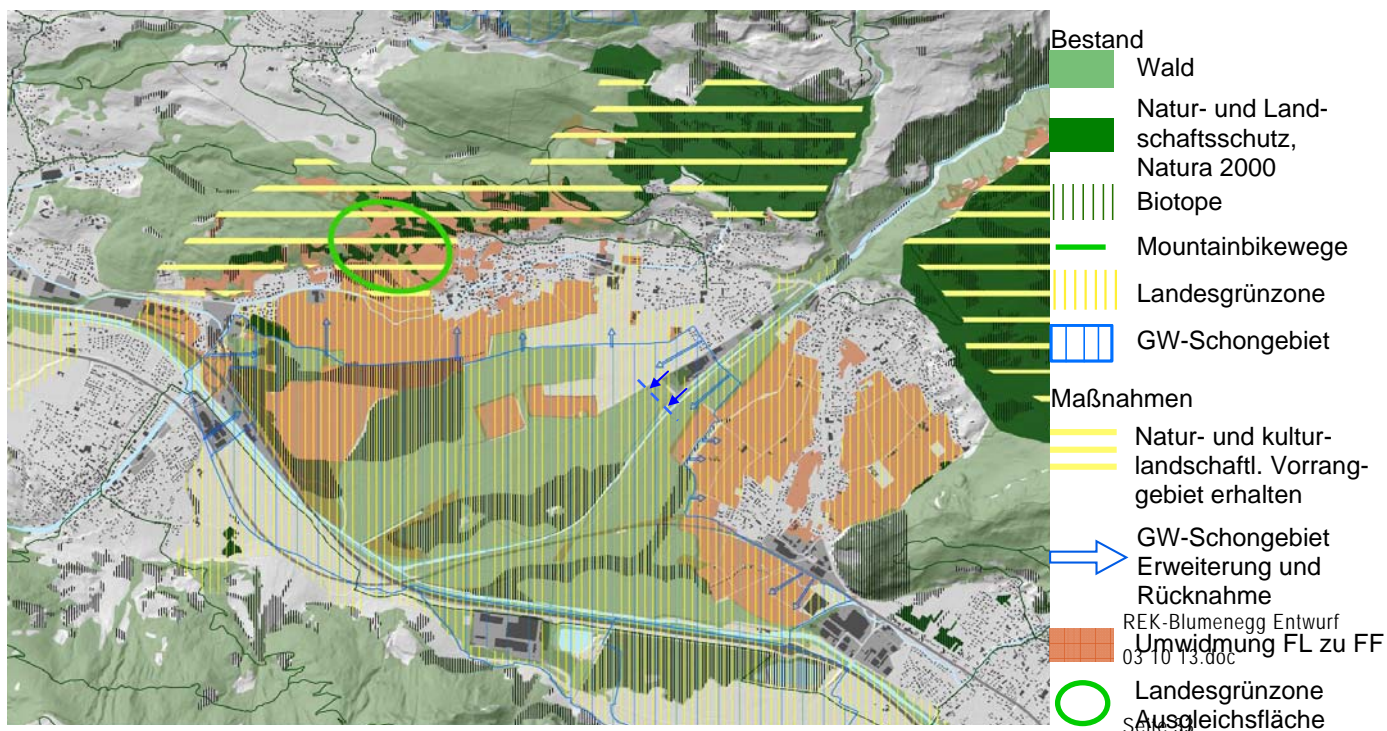 Bestand
Wald
Natur- und Land-
schaftsschutz,
Natura 2000
Biotope
Mountainbikewege
Landesgrünzone
GW-Schongebiet
Maßnahmen
Natur- und kultur-
landschaftl. Vorrang-
gebiet erhalten
GW-Schongebiet
Erweiterung und
Rücknahme
REK-Blumenegg Entwurf
Umwidmung FL zu FF
03 10 13.doc
Landesgrünzone
Ausgleichsfläche
Seite 93